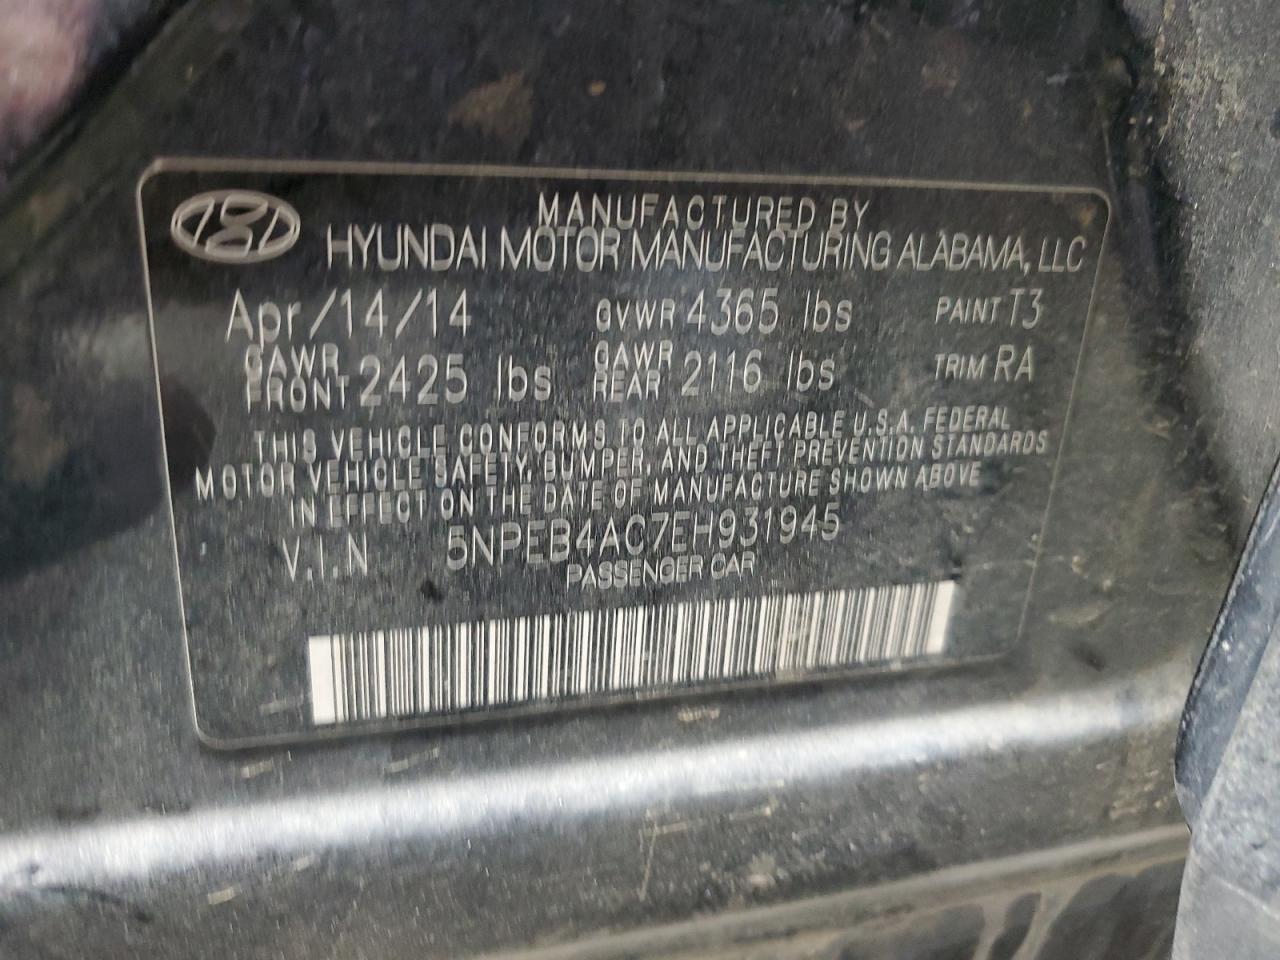 MANUFACTURED BY
HYUNDAI MOTOR MANUFACTURING ALABAMA, LLC
Apr/14/14 GVWR 4365 lbs PAINT T3
GAWR FRONT 2425 lbs GAWR REAR 2116 lbs TRIM RA
THIS VEHICLE CONFORMS TO ALL APPLICABLE U.S.A. FEDERAL
MOTOR VEHICLE SAFETY, BUMPER, AND THEFT PREVENTION STANDARDS
IN EFFECT ON THE DATE OF MANUFACTURE SHOWN ABOVE
V.I.N 5NPEB4AC7EH931945
PASSENGER CAR